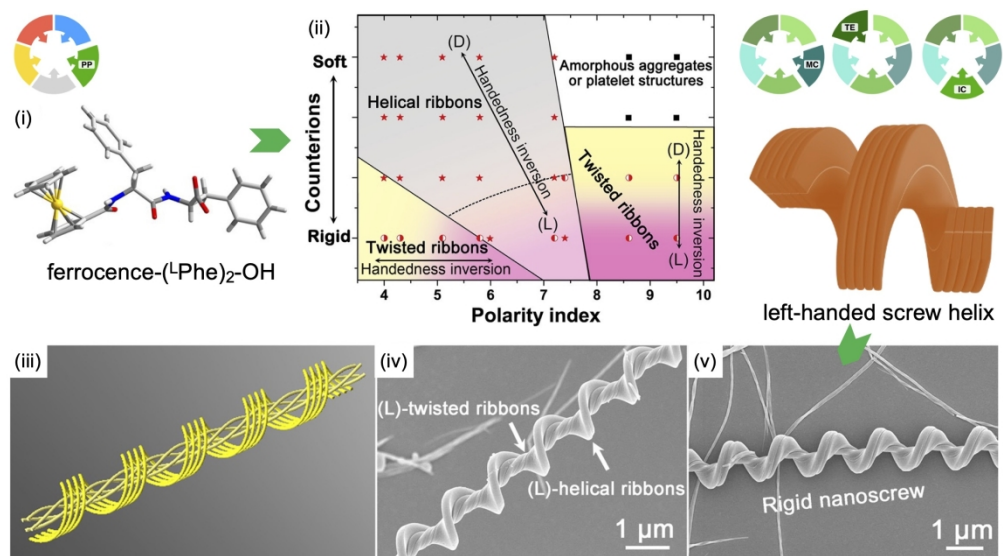 PP
(i)
ferrocence-(ᴸPhe)₂-OH
(ii)
Counterions
Soft
Rigid
(D)
Handedness inversion
(L)
Helical ribbons
Amorphous aggregates
or platelet structures
Twisted ribbons
(D)
Handedness inversion
(L)
Twisted ribbons
Handedness inversion
4 5 6 7 8 9 10
Polarity index
TE
MC
IC
left-handed screw helix
(iii)
(iv)
(L)-twisted ribbons
(L)-helical ribbons
1 μm
(v)
Rigid nanoscrew
1 μm